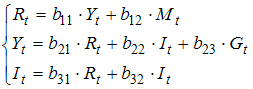 R_t = b_11 · Y_t + b_12 · M_t
Y_t = b_21 · R_t + b_22 · I_t + b_23 · G_t
I_t = b_31 · R_t + b_32 · I_t